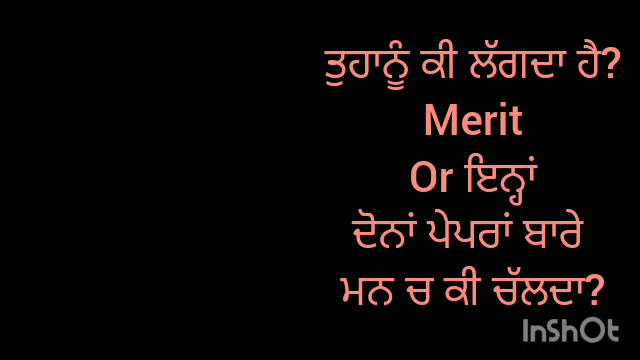 ਤੁਹਾਨੂੰ ਕੀ ਲੱਗਦਾ ਹੈ?
Merit
Or ਇਨ੍ਹਾਂ
ਦੋਨਾਂ ਪੇਪਰਾਂ ਬਾਰੇ
ਮਨ ਚ ਕੀ ਚੱਲਦਾ?
InShOt